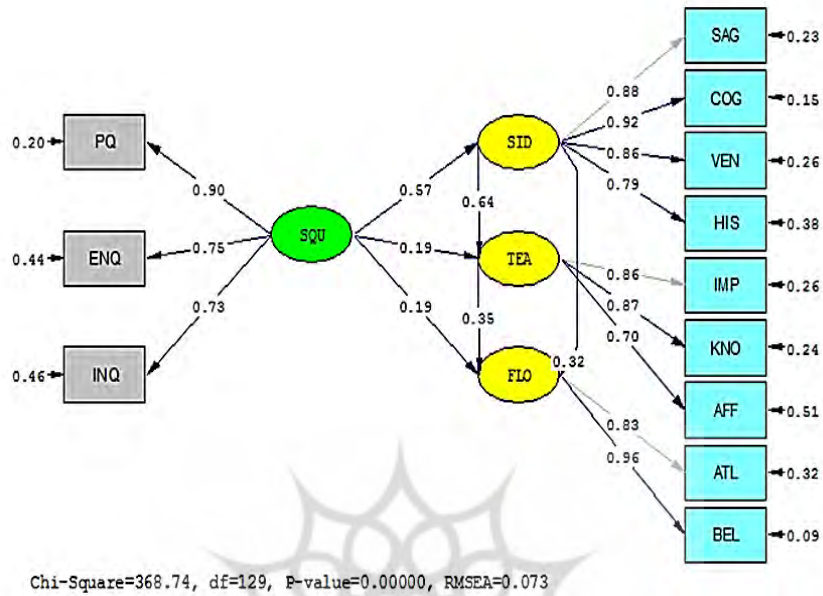 SAG
0.23
0.88
COG
0.15
0.92
0.20
PQ
SID
VEN
0.26
0.86
0.90
0.57
0.79
0.64
HIS
0.38
SQU
0.44
ENQ
0.75
0.19
TEA
0.86
IMP
0.26
0.73
0.19
0.35
0.87
0.70
KNO
0.24
0.46
INQ
FLO
0.32
AFF
0.51
0.83
0.96
ATL
0.32
BEL
0.09
Chi-Square=368.74, df=129, P-value=0.00000, RMSEA=0.073